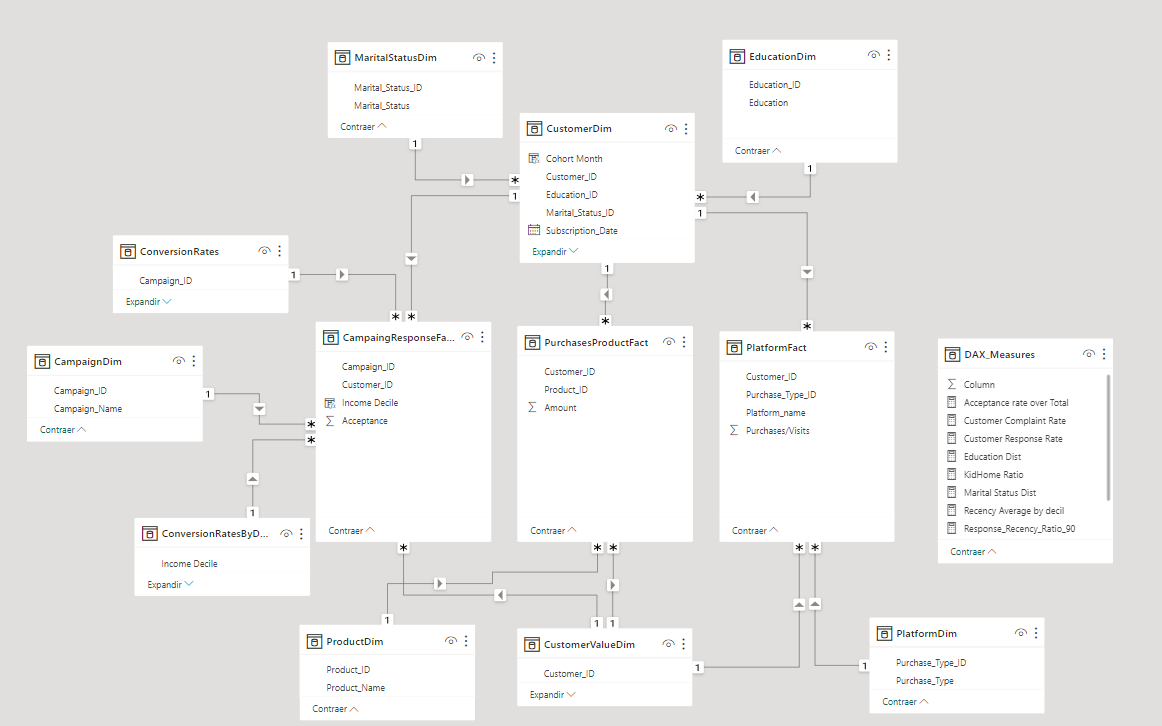 MaritalStatusDim
Marital_Status_ID
Marital_Status
Contraer
EducationDim
Education_ID
Education
Contraer
CustomerDim
Cohort Month
Customer_ID
Education_ID
Marital_Status_ID
Subscription_Date
Expandir
1
1
*
1
*
1
ConversionRates
Campaign_ID
Expandir
1
1
*
*
*
*
CampaingResponseFa...
Campaign_ID
Customer_ID
Income Decile
Acceptance
Contraer
PurchasesProductFact
Customer_ID
Product_ID
Amount
Contraer
PlatformFact
Customer_ID
Purchase_Type_ID
Platform_name
Purchases/Visits
Contraer
DAX_Measures
Column
Acceptance rate over Total
Customer Complaint Rate
Customer Response Rate
Education Dist
KidHome Ratio
Marital Status Dist
Recency Average by decil
Response_Recency_Ratio_90
Contraer
CampaignDim
Campaign_ID
Campaign_Name
Contraer
1
*
*
1
ConversionRatesByD...
Income Decile
Expandir
*
*
*
*
*
1
1
1
ProductDim
Product_ID
Product_Name
Contraer
CustomerValueDim
Customer_ID
Expandir
1
1
PlatformDim
Purchase_Type_ID
Purchase_Type
Contraer